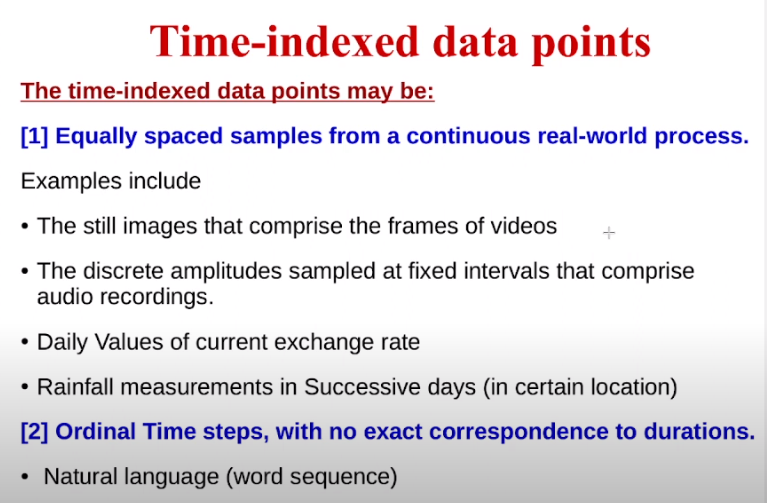 Time-indexed data points
The time-indexed data points may be:
[1] Equally spaced samples from a continuous real-world process.
Examples include
• The still images that comprise the frames of videos
• The discrete amplitudes sampled at fixed intervals that comprise
audio recordings.
• Daily Values of current exchange rate
• Rainfall measurements in Successive days (in certain location)
[2] Ordinal Time steps, with no exact correspondence to durations.
• Natural language (word sequence)